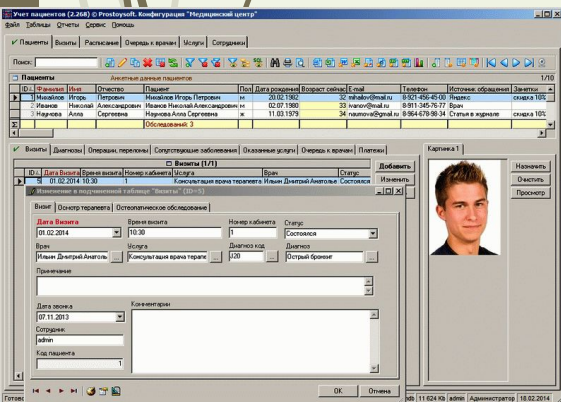 Учет пациентов (2.268) © Prostoysoft. Конфигурация "Медицинский центр"
Файл Таблицы Отчеты Сервис Помощь
Пациенты Визиты Расписание Очередь к врачам Услуги Сотрудники
Поиск:
Пациенты Анкетные данные пациентов 1/10
ID Фамилия Имя Отчество Пациент Пол Дата рождения Возраст сейчас E-mail Телефон Источник обращения Заметки
1 Михайлов Игорь Петрович Михайлов Игорь Петрович м 20.02.1982 32 mihailov@mail.ru 8-921-456-45-00 Яндекс скидка 10%
2 Иванов Николай Александрович Иванов Николай Александрович м 02.07.1980 33 ivanov@mail.ru 8-911-345-76-77 Врач
3 Наумова Алла Сергеевна Наумова Алла Сергеевна ж 11.03.1979 34 naumova@gmail.ru 8-964-678-98-34 Статья в журнале скидка 10%
Σ Обследований: 3
Визиты Диагнозы Операции, переломы Сопутствующие заболевания Оказанные услуги Очередь к врачам Платежи Картинка 1
Визиты (1/1) Добавить Назначить
ID Дата Визита Время визита Номер кабинета Услуга Врач Статус Изменить Очистить
5 01.02.2014 10:30 1 Консультация врача терапевта Ильин Дмитрий Анатольевич Состоялся Просмотр
Изменение в подчиненной таблице "Визиты" (ID=5)
Визит Осмотр терапевта Остеопатическое обследование
Дата Визита Время визита Номер кабинета Статус
01.02.2014 10:30 1 Состоялся
Врач Услуга Диагноз код Диагноз
Ильин Дмитрий Анатоль ... Консультация врача терапе ... J20 ... Острый бронхит ...
Примечание
Дата звонка Комментарии
07.11.2013
Сотрудник
admin
Код пациента
1
OK Отмена
Готово mdb 11 624 Kb admin Администратор 18.02.2014